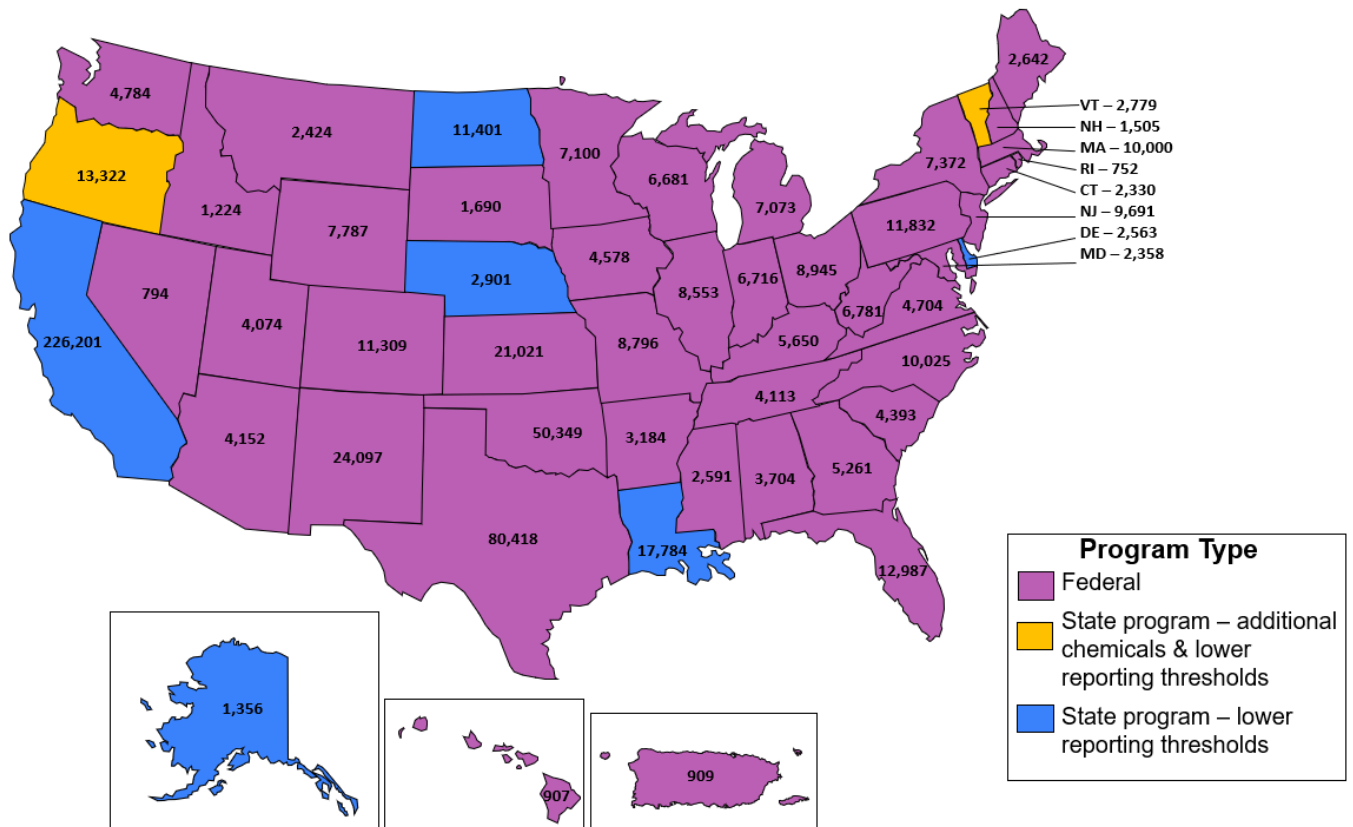 2,642
4,784
VT – 2,779
2,424
11,401
NH – 1,505
7,100
MA – 10,000
7,372
RI – 752
13,322
6,681
CT – 2,330
1,224
1,690
7,073
NJ – 9,691
7,787
11,832
DE – 2,563
4,578
MD – 2,358
2,901
6,716
8,945
794
8,553
4,704
6,781
4,074
226,201
11,309
21,021
8,796
5,650
10,025
4,113
4,393
4,152
50,349
3,184
24,097
5,261
2,591
3,704
80,418
17,784
12,987
Program Type
Federal
State program – additional
chemicals & lower
reporting thresholds
State program – lower
reporting thresholds
1,356
907
909